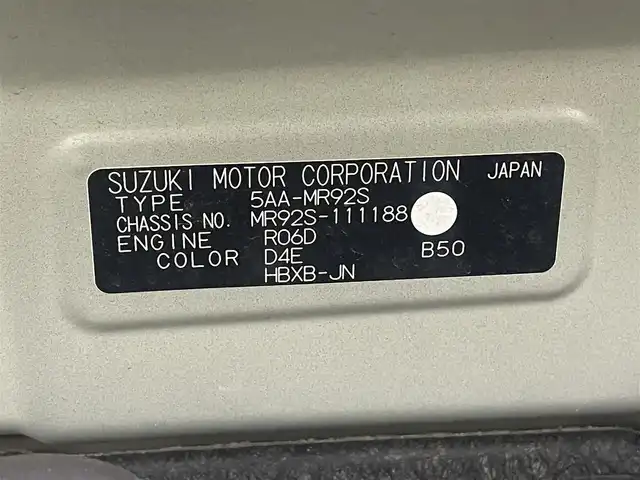 SUZUKI MOTOR CORPORATION JAPAN
TYPE 5AA-MR92S
CHASSIS NO. MR92S-111188
ENGINE R06D
COLOR D4E B50
HBXB-JN